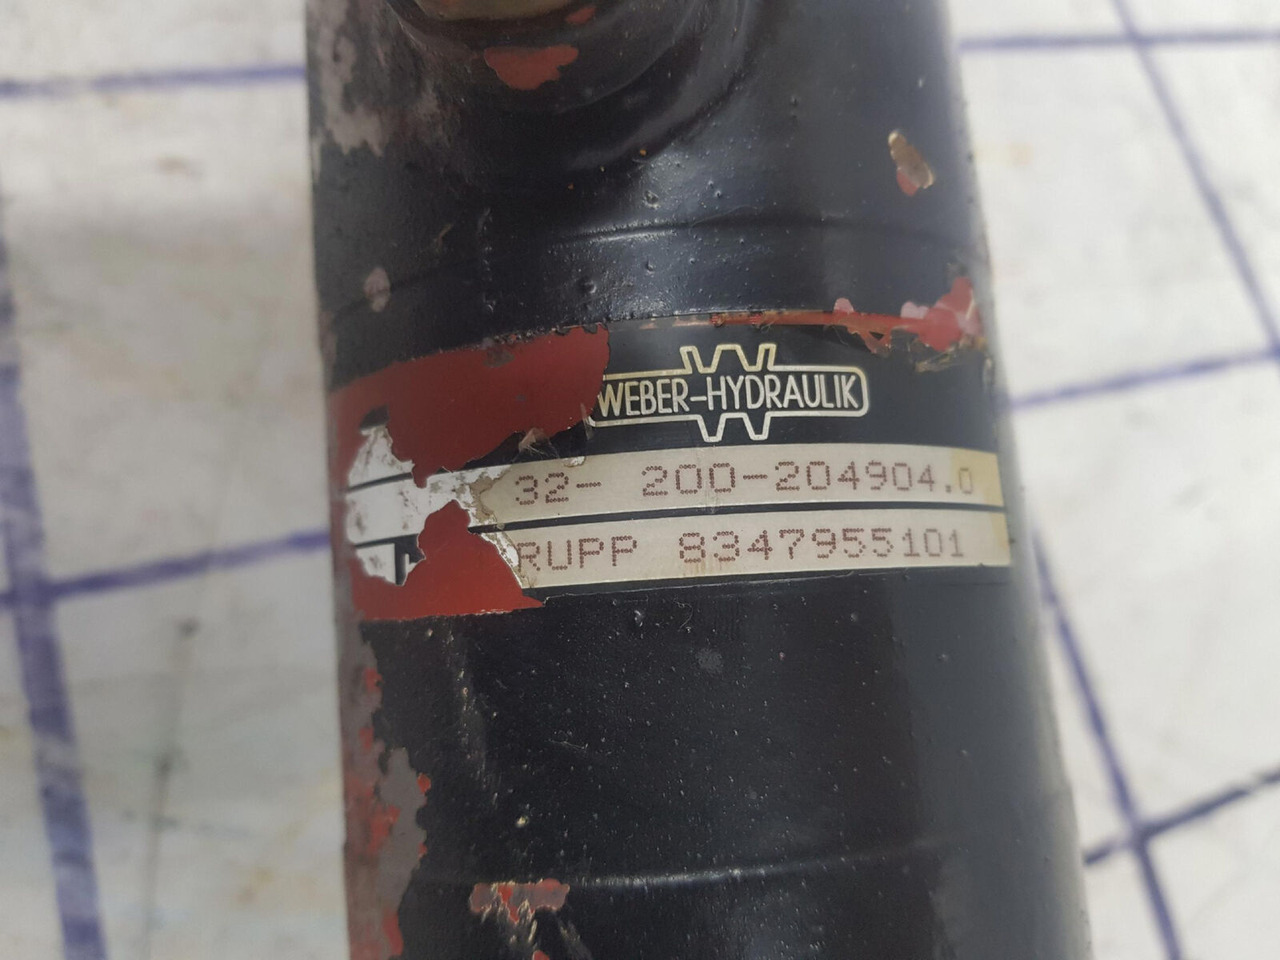 WEBER-HYDRAULIK
32- 200-204904.0
RUPP 8347955101